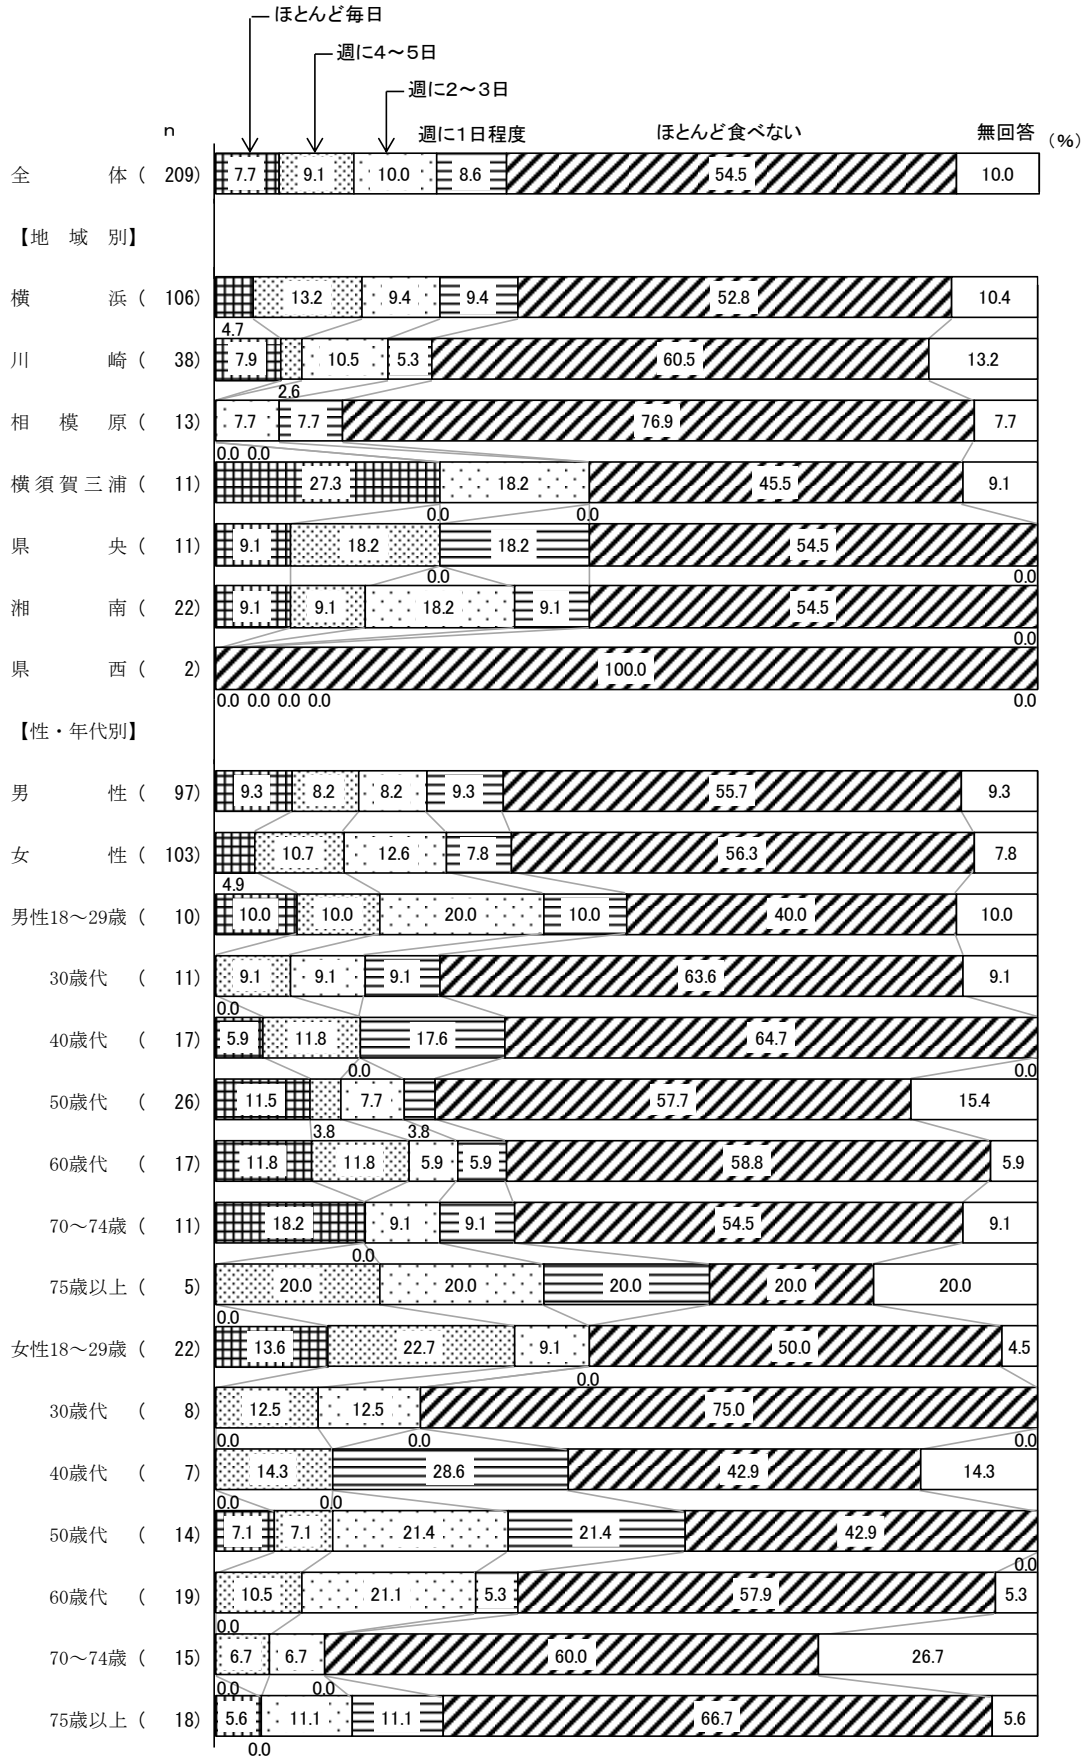 ほとんど毎日
週に4～5日
週に2～3日
n 週に1日程度 ほとんど食べない 無回答 (%)
全体 ( 209) 7.7 9.1 10.0 8.6 54.5 10.0
【地 域 別】
横浜 ( 106) 13.2 9.4 9.4 52.8 10.4
4.7
川崎 ( 38) 7.9 10.5 5.3 60.5 13.2
2.6
相模原 ( 13) 7.7 7.7 76.9 7.7
0.0 0.0
横須賀三浦 ( 11) 27.3 18.2 45.5 9.1
0.0 0.0
県央 ( 11) 9.1 18.2 18.2 54.5
0.0 0.0
湘南 ( 22) 9.1 9.1 18.2 9.1 54.5
0.0
県西 ( 2) 100.0
0.0 0.0 0.0 0.0 0.0
【性・年代別】
男性 ( 97) 9.3 8.2 8.2 9.3 55.7 9.3
女性 ( 103) 10.7 12.6 7.8 56.3 7.8
4.9
男性18～29歳 ( 10) 10.0 10.0 20.0 10.0 40.0 10.0
30歳代 ( 11) 9.1 9.1 9.1 63.6 9.1
0.0
40歳代 ( 17) 5.9 11.8 17.6 64.7
0.0 0.0
50歳代 ( 26) 11.5 7.7 57.7 15.4
3.8 3.8
60歳代 ( 17) 11.8 11.8 5.9 5.9 58.8 5.9
70～74歳 ( 11) 18.2 9.1 9.1 54.5 9.1
0.0
75歳以上 ( 5) 20.0 20.0 20.0 20.0 20.0
0.0
女性18～29歳 ( 22) 13.6 22.7 9.1 50.0 4.5
0.0
30歳代 ( 8) 12.5 12.5 75.0
0.0 0.0 0.0
40歳代 ( 7) 14.3 28.6 42.9 14.3
0.0 0.0
50歳代 ( 14) 7.1 7.1 21.4 21.4 42.9
0.0
60歳代 ( 19) 10.5 21.1 5.3 57.9 5.3
0.0
70～74歳 ( 15) 6.7 6.7 60.0 26.7
0.0 0.0
75歳以上 ( 18) 5.6 11.1 11.1 66.7 5.6
0.0